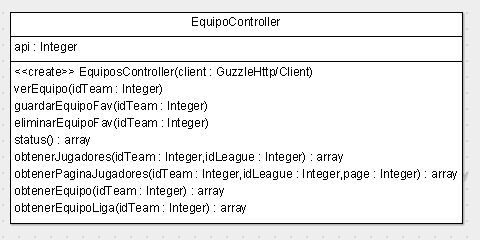 EquipoController
api : Integer
<<create>> EquiposController(client : GuzzleHttp/Client)
verEquipo(idTeam : Integer)
guardarEquipoFav(idTeam : Integer)
eliminarEquipoFav(idTeam : Integer)
status() : array
obtenerJugadores(idTeam : Integer,idLeague : Integer) : array
obtenerPaginaJugadores(idTeam : Integer,idLeague : Integer,page : Integer) : array
obtenerEquipo(idTeam : Integer) : array
obtenerEquipoLiga(idTeam : Integer) : array